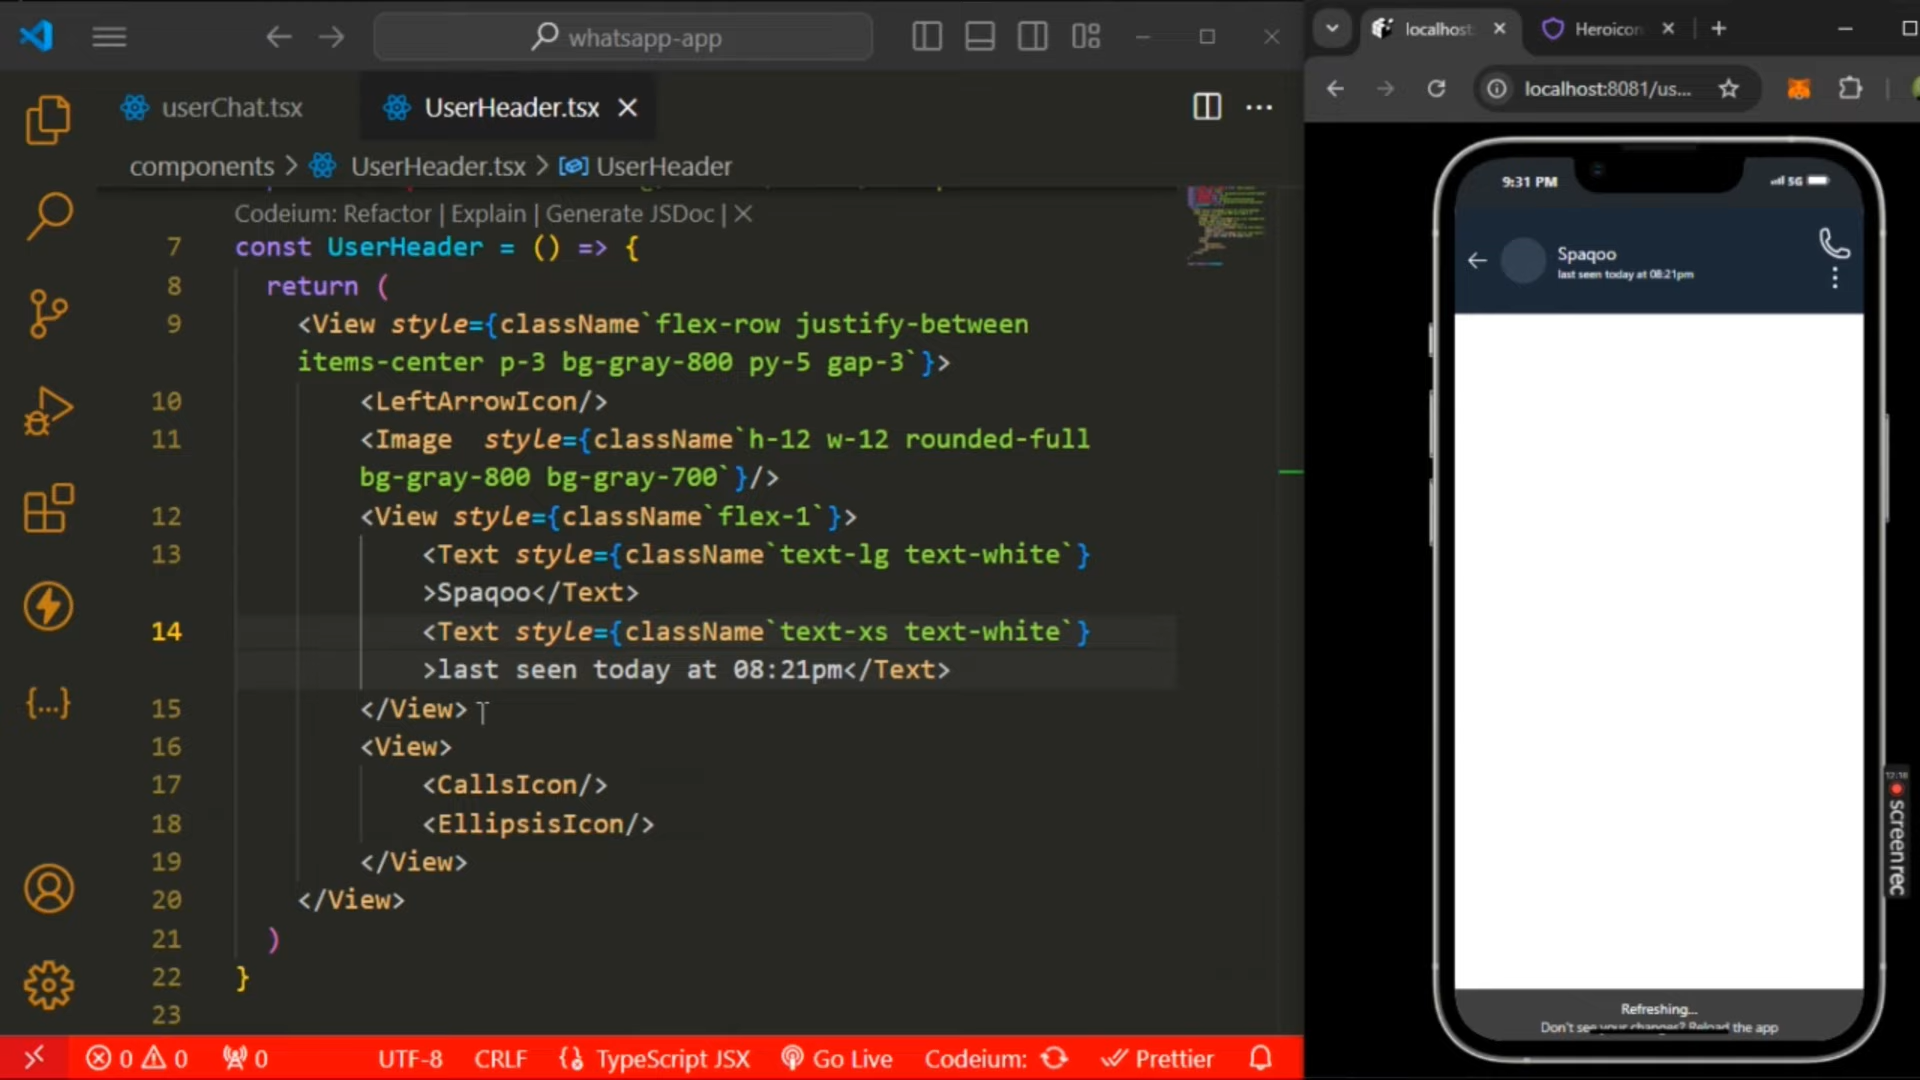 whatsapp-app
userChat.tsx
UserHeader.tsx
components > UserHeader.tsx > UserHeader
Codeium: Refactor | Explain | Generate JSDoc | X
7 const UserHeader = () => {
8 return (
9 <View style={className`flex-row justify-between
items-center p-3 bg-gray-800 py-5 gap-3`}>
10 <LeftArrowIcon/>
11 <Image style={className`h-12 w-12 rounded-full
bg-gray-800 bg-gray-700`}/>
12 <View style={className`flex-1`}>
13 <Text style={className`text-lg text-white`}
>Spaqoo</Text>
14 <Text style={className`text-xs text-white`}
>last seen today at 08:21pm</Text>
15 </View>
16 <View>
17 <CallsIcon/>
18 <EllipsisIcon/>
19 </View>
20 </View>
21 )
22 }
23
0 0 0 UTF-8 CRLF {} TypeScript JSX Go Live Codeium: Prettier
localhost:
Heroicon
localhost:8081/us...
9:31 PM
5G
Spaqoo
last seen today at 08:21pm
Refreshing...
Don't see your changes? Reload the app
screenrec